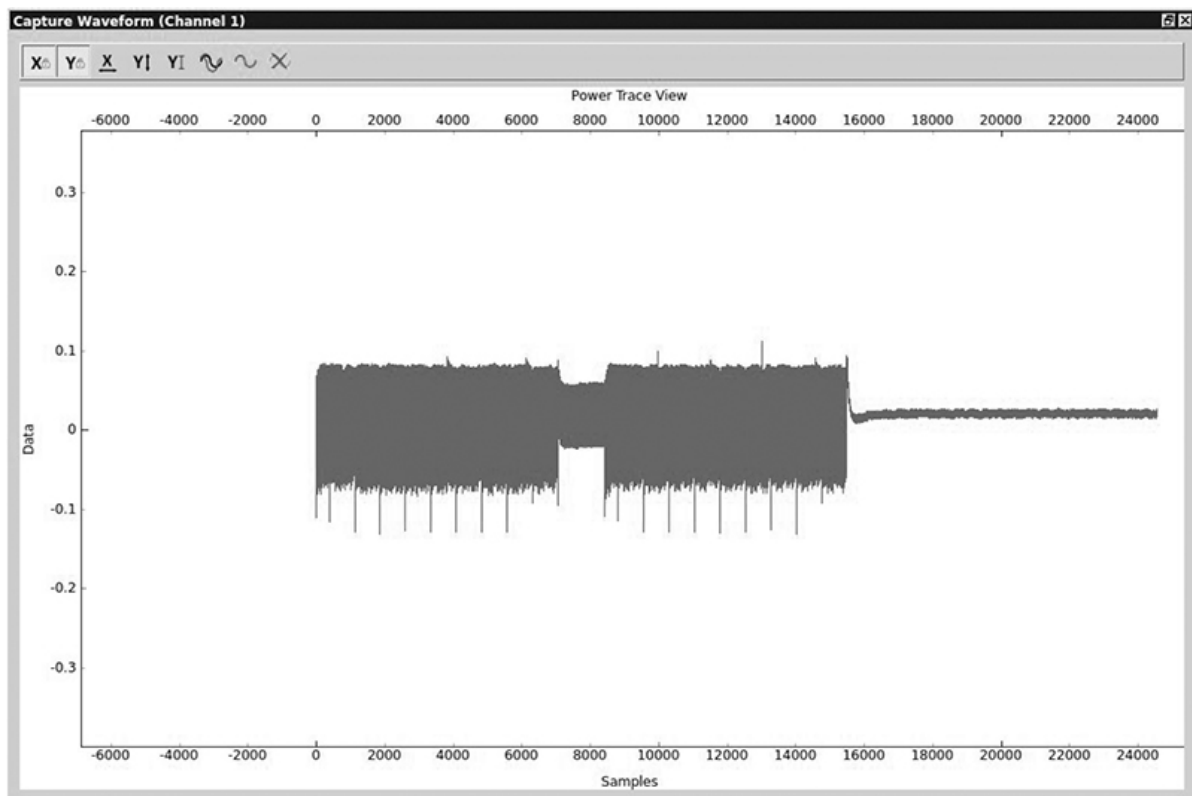 Capture Waveform (Channel 1)
X Y X Y Y
Power Trace View
-6000 -4000 -2000 0 2000 4000 6000 8000 10000 12000 14000 16000 18000 20000 22000 24000
0.3
0.2
0.1
0
-0.1
-0.2
-0.3
Data
-6000 -4000 -2000 0 2000 4000 6000 8000 10000 12000 14000 16000 18000 20000 22000 24000
Samples